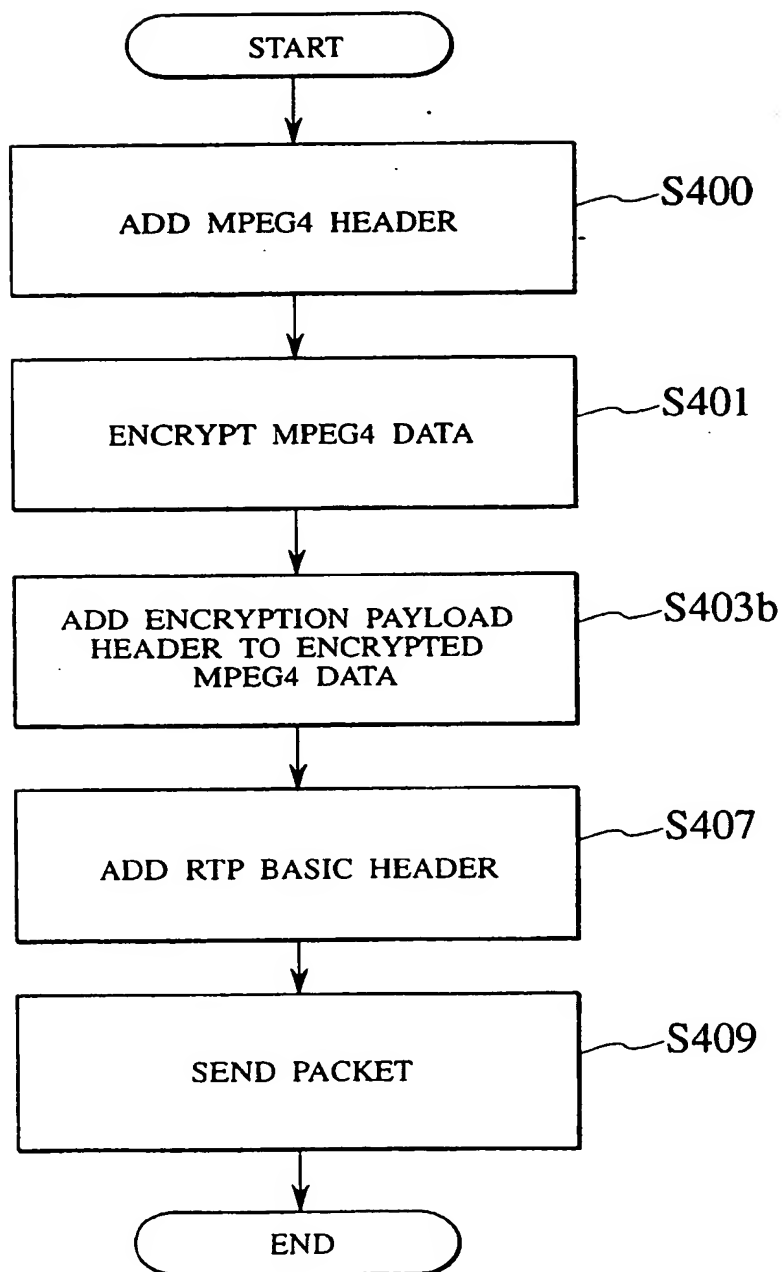 START
ADD MPEG4 HEADER
S400
ENCRYPT MPEG4 DATA
S401
ADD ENCRYPTION PAYLOAD
HEADER TO ENCRYPTED
MPEG4 DATA
S403b
ADD RTP BASIC HEADER
S407
SEND PACKET
S409
END